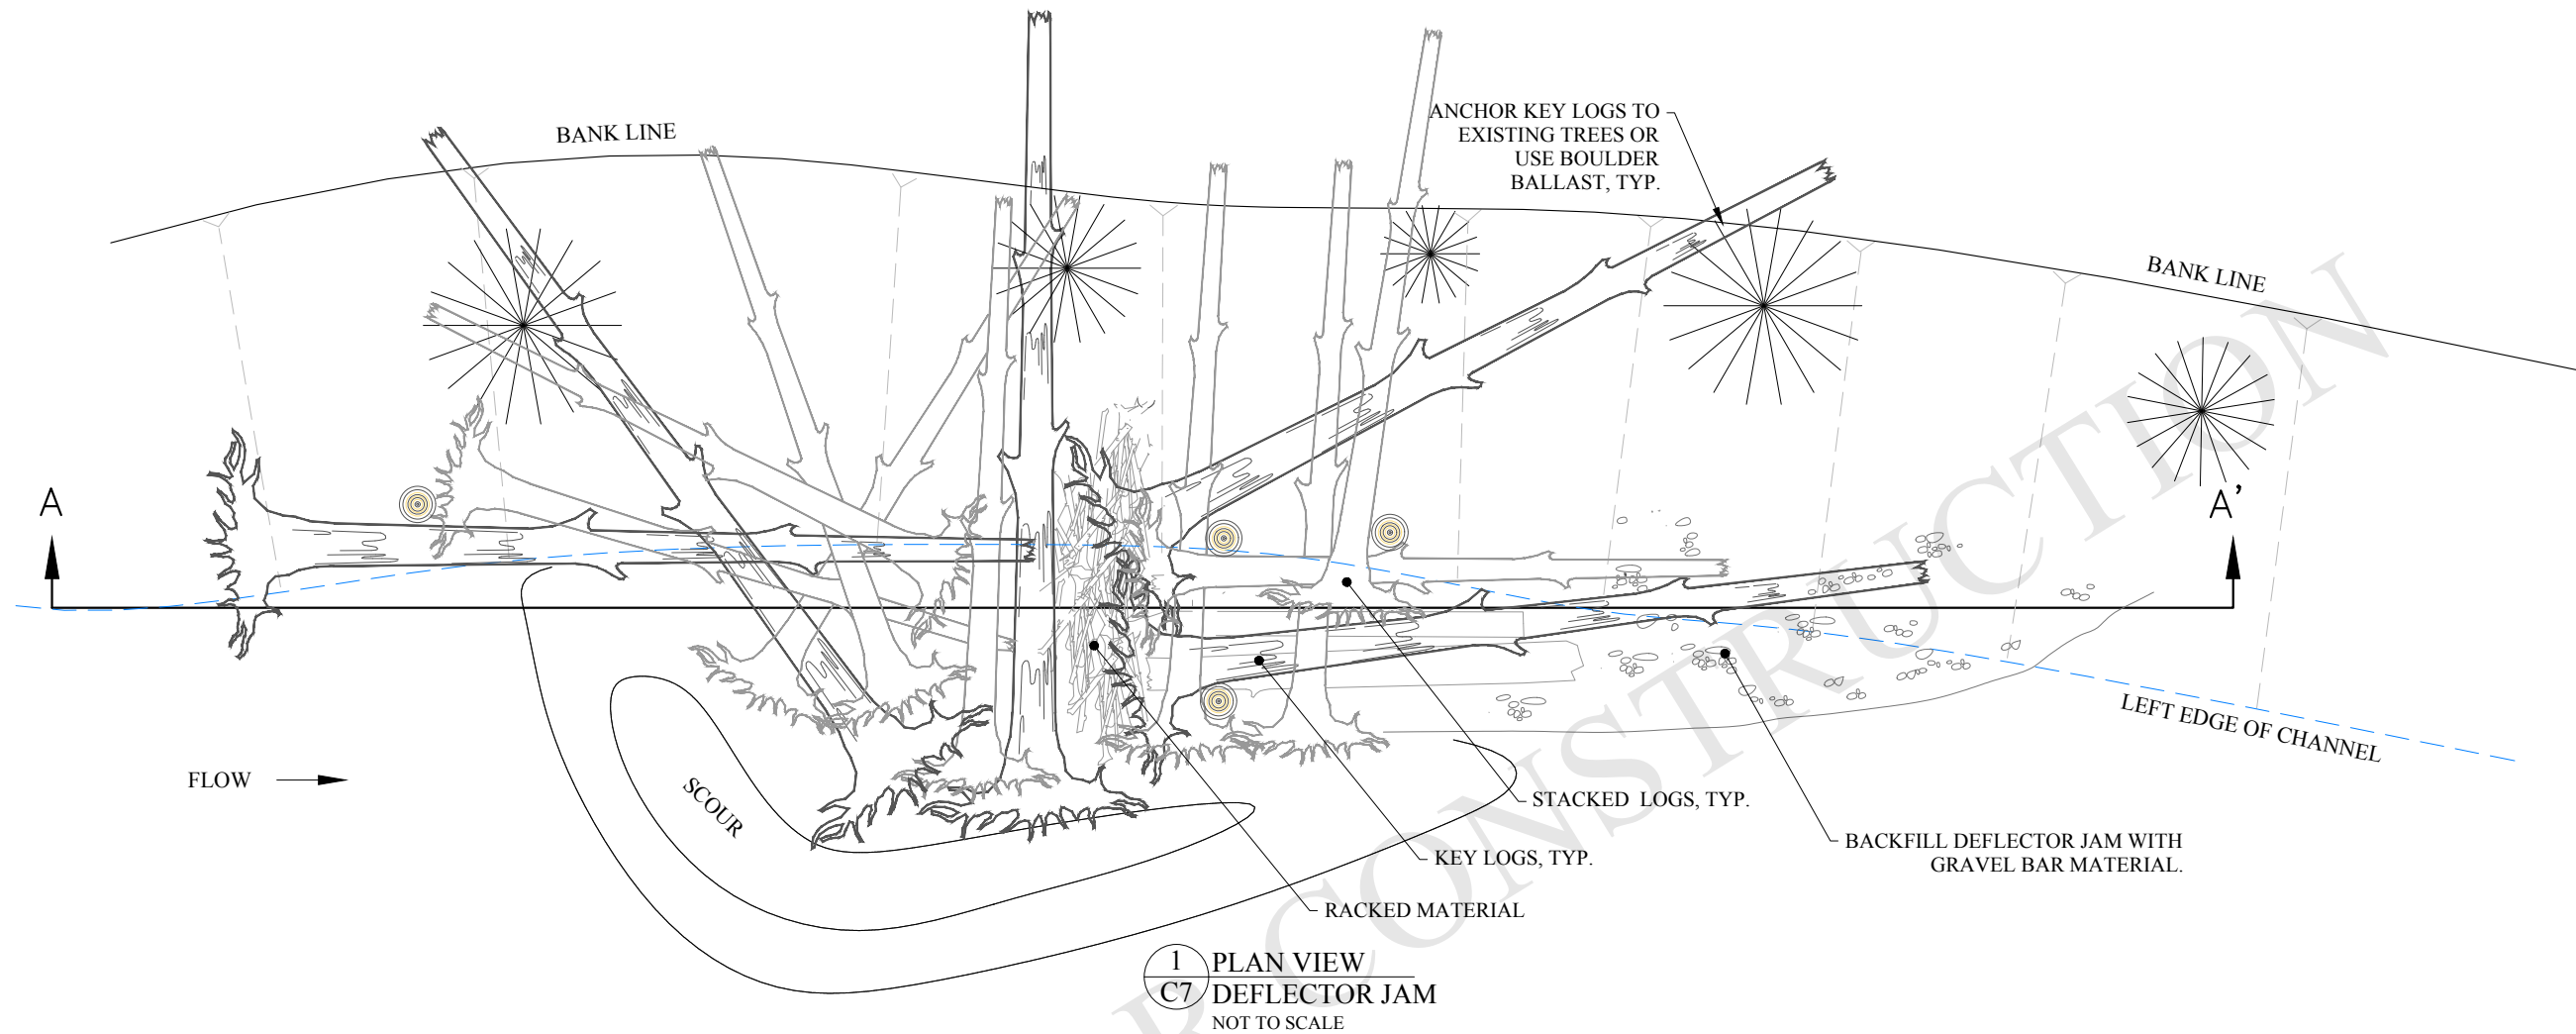 BANK LINE
ANCHOR KEY LOGS TO
EXISTING TREES OR
USE BOULDER
BALLAST, TYP.
BANK LINE
A
A'
LEFT EDGE OF CHANNEL
FLOW
SCOUR
STACKED LOGS, TYP.
KEY LOGS, TYP.
BACKFILL DEFLECTOR JAM WITH
GRAVEL BAR MATERIAL.
RACKED MATERIAL
1
C7
PLAN VIEW
DEFLECTOR JAM
NOT TO SCALE
R CONSTRUCTION